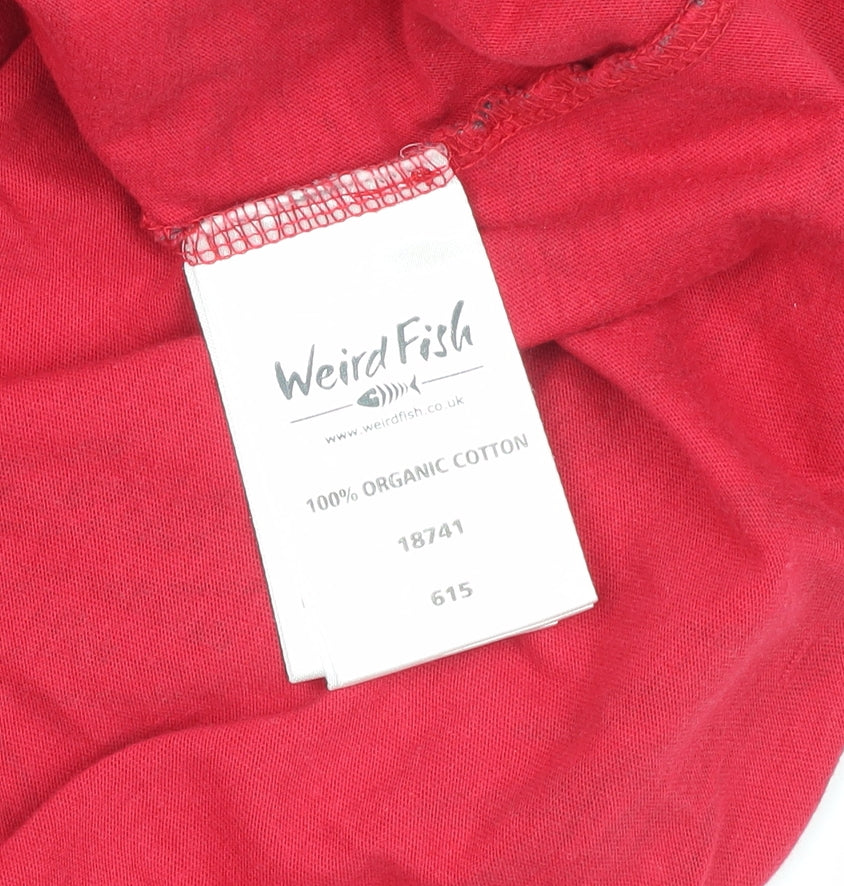 Weird Fish
www.weirdfish.co.uk
100% ORGANIC COTTON
18741
615